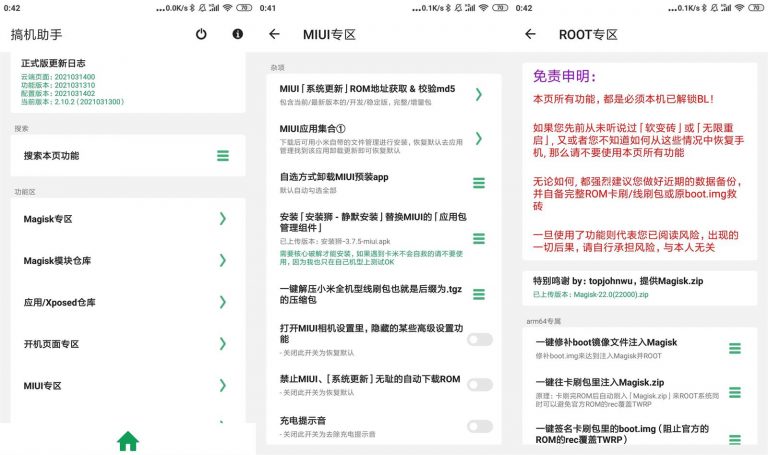 0:42
...0.0K/s 4G 70
搞机助手
正式版更新日志
云端页面：2021031400
功能版本：2021031310
配置版本：2021031402
当前版本：2.10.2 (2021031300)
搜索
搜索本页功能
功能区
Magisk专区
Magisk模块仓库
应用/Xposed仓库
开机页面专区
MIUI专区
0:41
...0.1K/s 4G 70
MIUI专区
杂项
MIUI「系统更新」ROM地址获取 & 校验md5
包含当前/最新版本的/开发/稳定版，完整/增量包
MIUI应用集合①
下载后可用小米自带的文件管理进行安装，恢复默认去应用
管理找到该应用卸载更新即可恢复默认
自选方式卸载MIUI预装app
默认自动勾选全部
安装「安装狮 - 静默安装」替换MIUI的「应用包
管理组件」
已上传版本：安装狮-3.7.5-miui.apk
需要核心破解才能安装，如果遇到卡米不会自救的请不要使
用，因为我也只在自己机型上测试OK
一键解压小米全机型线刷包也就是后缀为.tgz
的压缩包
打开MIUI相机设置里，隐藏的某些高级设置功
能
- 关闭此开关为恢复默认
禁止MIUI、[系统更新] 无耻的自动下载ROM
- 关闭此开关为恢复默认
充电提示音
- 关闭此开关为去除充电提示音
0:42
...0.1K/s 4G 70
ROOT专区
免责申明：
本页所有功能，都是必须本机已解锁BL！
如果您先前从未听说过「软变砖」或「无限重
启」，又或者您不知道如何从这些情况中恢复手
机，那么请不要使用本页所有功能
无论如何，都强烈建议您做好近期的数据备份，
并自备完整ROM卡刷/线刷包或原boot.img救
砖
一旦使用了功能则代表您已阅读风险，出现的
一切后果，请自行承担风险，与本人无关
特别鸣谢 by：topjohnwu，提供Magisk.zip
已上传版本：Magisk-22.0(22000).zip
arm64专属
一键修补boot镜像文件注入Magisk
修补boot.img来达到注入Magisk并ROOT
一键往卡刷包里注入Magisk.zip
原理：卡刷完ROM后自动刷入「Magisk」来ROOT系统同
时可以避免官方ROM的rec覆盖TWRP
一键签名卡刷包里的boot.img（阻止官方的
ROM的rec覆盖TWRP）